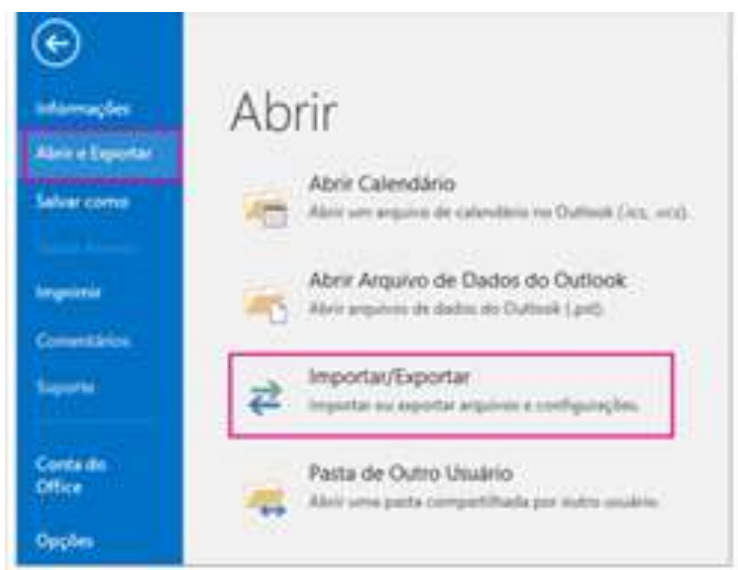 Informações
Abrir e Exportar
Salvar como
Imprimir
Comentários
Suporte
Conta do
Office
Opções
Abrir
Abrir Calendário
Abrir um arquivo de calendário no Outlook (.ics, .vcs).
Abrir Arquivo de Dados do Outlook
Abrir arquivos de dados do Outlook (.pst).
Importar/Exportar
Importar ou exportar arquivos e configurações.
Pasta de Outro Usuário
Abrir uma pasta compartilhada por outro usuário.